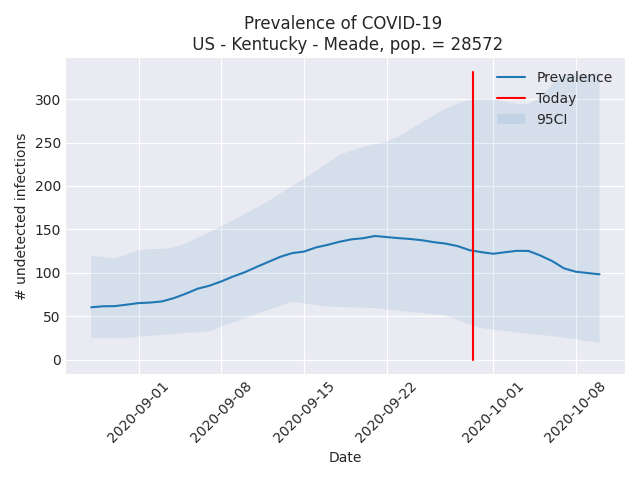 Prevalence of COVID-19
US - Kentucky - Meade, pop. = 28572
# undetected infections
300
250
200
150
100
50
0
Prevalence
Today
95CI
2020-09-01
2020-09-08
2020-09-15
2020-09-22
2020-10-01
2020-10-08
Date